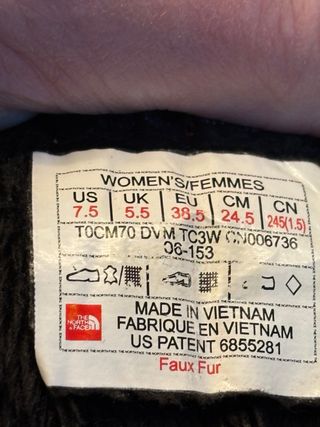 WOMEN'S/FEMMES
US UK EU CM CN
7.5 5.5 38.5 24.5 245(1.5)
T0CM70 DVM TC3W CN006736
06-153
MADE IN VIETNAM
FABRIQUE EN VIETNAM
US PATENT 6855281
THE
NORTH
FACE
Faux Fur